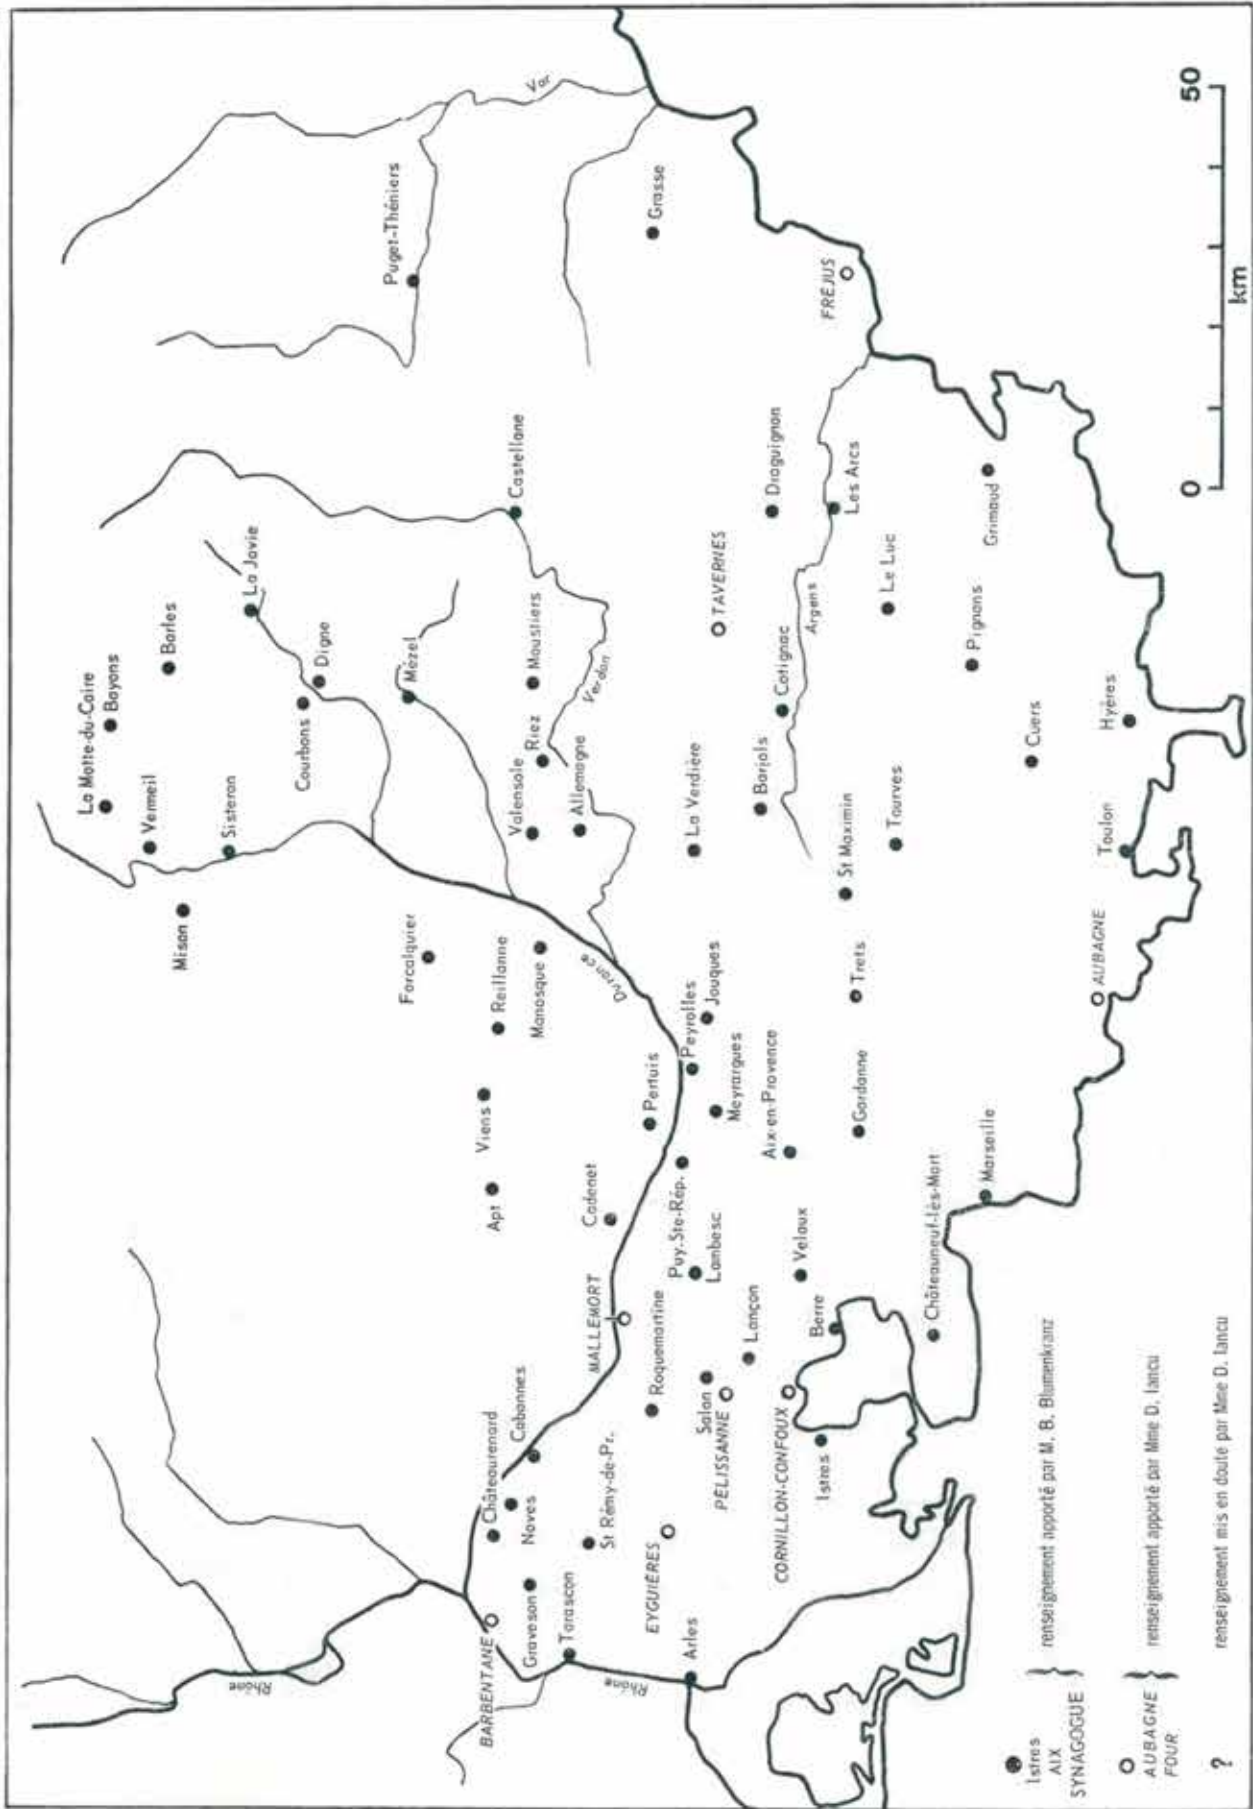 Var
Puget-Théniers
Grasse
FRÉJUS
La Motte-du-Caire
Bayons
Barles
Vermeil
La Javie
Sisteron
Mison
Digne
Courbons
Castellane
Mézel
Forcalquier
Moustiers
Riez
Valensole
Verdon
Allemagne
Reillanne
Manosque
Durance
Viens
Apt
TAVERNES
Draguignan
Les Arcs
Argens
Cotignac
La Verdière
Barjols
Le Luc
Grimaud
Pignans
St Maximin
Tourves
Cuers
Hyères
Toulon
AUBAGNE
Trets
Jouques
Peyrolles
Pertuis
Meyrargues
Aix-en-Provence
Gardanne
Marseille
Puy.Ste-Rép.
Cadenet
Lambesc
MALLEMORT
Velaux
Châteauneuf-lès-Mart
Roquemartine
Lançon
Berre
Salon
PÉLISSANNE
CORNILLON-CONFOUX
Istres
Châteaurenard
Cabannes
Noves
St Rémy-de-Pr.
EYGUIÈRES
BARBENTANE
Graveson
Tarascon
Arles
Rhône
Rhône
0
50
km
Istres
AIX
SYNAGOGUE
renseignement apporté par M. B. Blumenkranz
AUBAGNE
FOUR
renseignement apporté par Mme D. Iancu
?
renseignement mis en doute par Mme D. Iancu